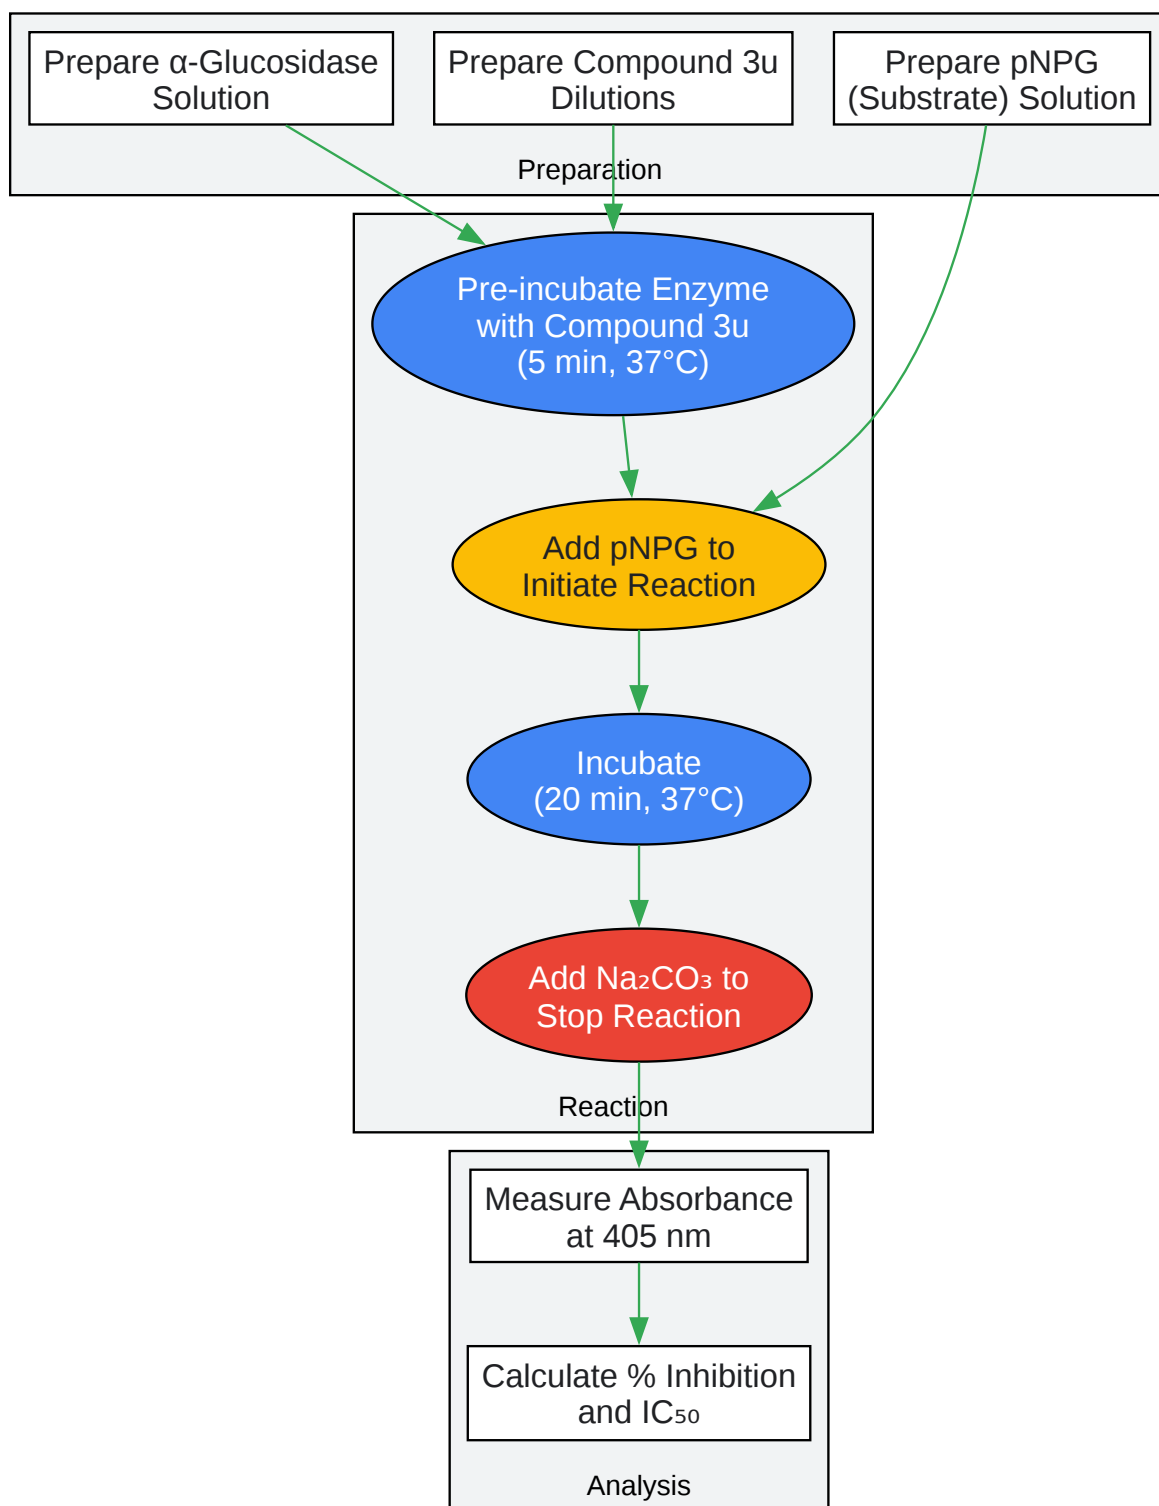 Prepare α-Glucosidase
Solution
Prepare Compound 3u
Dilutions
Prepare pNPG
(Substrate) Solution
Preparation
Pre-incubate Enzyme
with Compound 3u
(5 min, 37°C)
Add pNPG to
Initiate Reaction
Incubate
(20 min, 37°C)
Add Na₂CO₃ to
Stop Reaction
Reaction
Measure Absorbance
at 405 nm
Calculate % Inhibition
and IC₅₀
Analysis